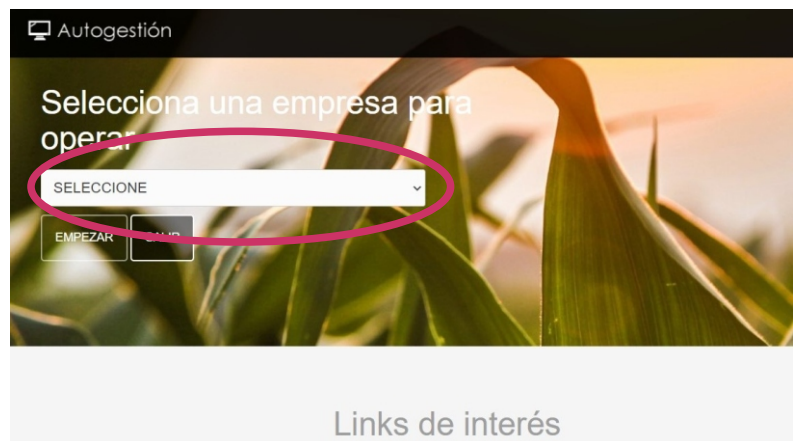 Autogestión
Selecciona una empresa para
operar
SELECCIONE
EMPEZAR
Links de interés